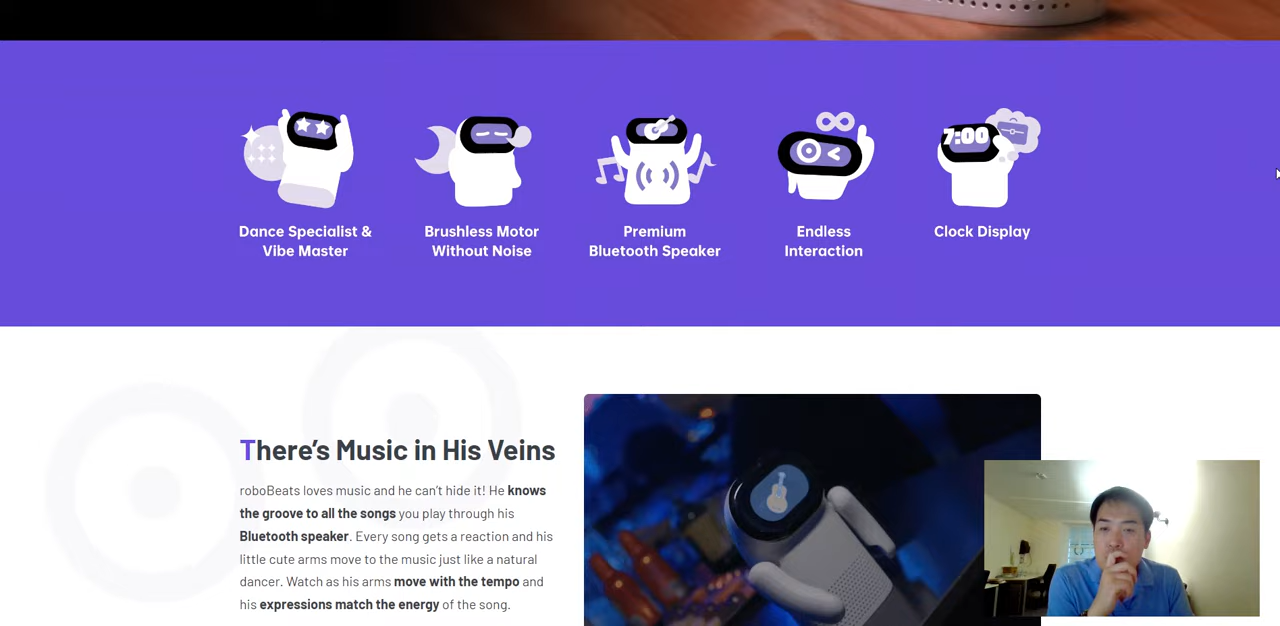 7:00
Dance Specialist &
Vibe Master
Brushless Motor
Without Noise
Premium
Bluetooth Speaker
Endless
Interaction
Clock Display
There’s Music in His Veins
roboBeats loves music and he can’t hide it! He knows
the groove to all the songs you play through his
Bluetooth speaker. Every song gets a reaction and his
little cute arms move to the music just like a natural
dancer. Watch as his arms move with the tempo and
his expressions match the energy of the song.